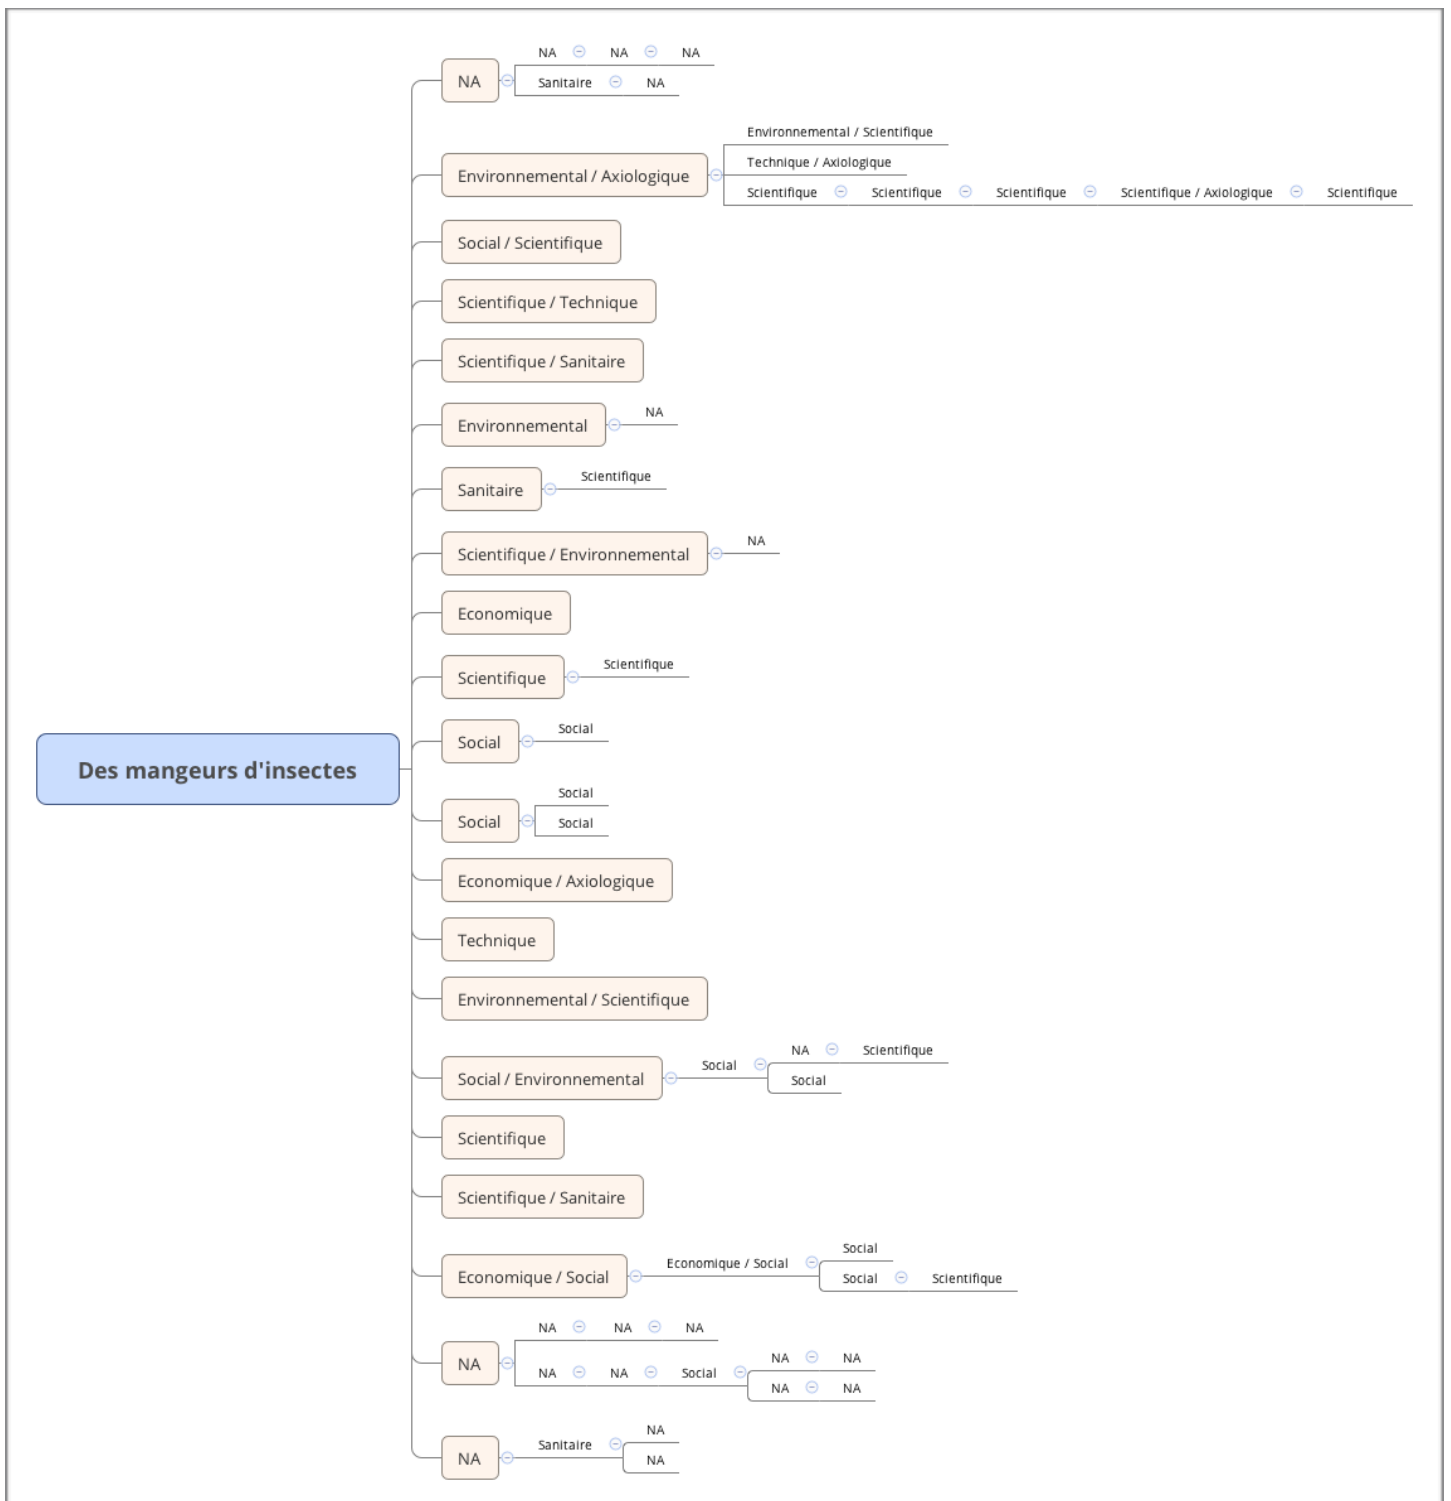 NA NA NA
NA
Sanitaire NA
Environnemental / Scientifique
Technique / Axiologique
Environnemental / Axiologique
Scientifique Scientifique Scientifique Scientifique / Axiologique Scientifique
Social / Scientifique
Scientifique / Technique
Scientifique / Sanitaire
NA
Environnemental
Scientifique
Sanitaire
NA
Scientifique / Environnemental
Economique
Scientifique
Scientifique
Social
Social
Des mangeurs d'insectes
Social
Social
Social
Economique / Axiologique
Technique
Environnemental / Scientifique
NA Scientifique
Social
Social / Environnemental
Social
Scientifique
Scientifique / Sanitaire
Social
Economique / Social
Economique / Social
Social Scientifique
NA NA NA
NA
NA NA
NA NA Social
NA NA
NA
Sanitaire
NA
NA